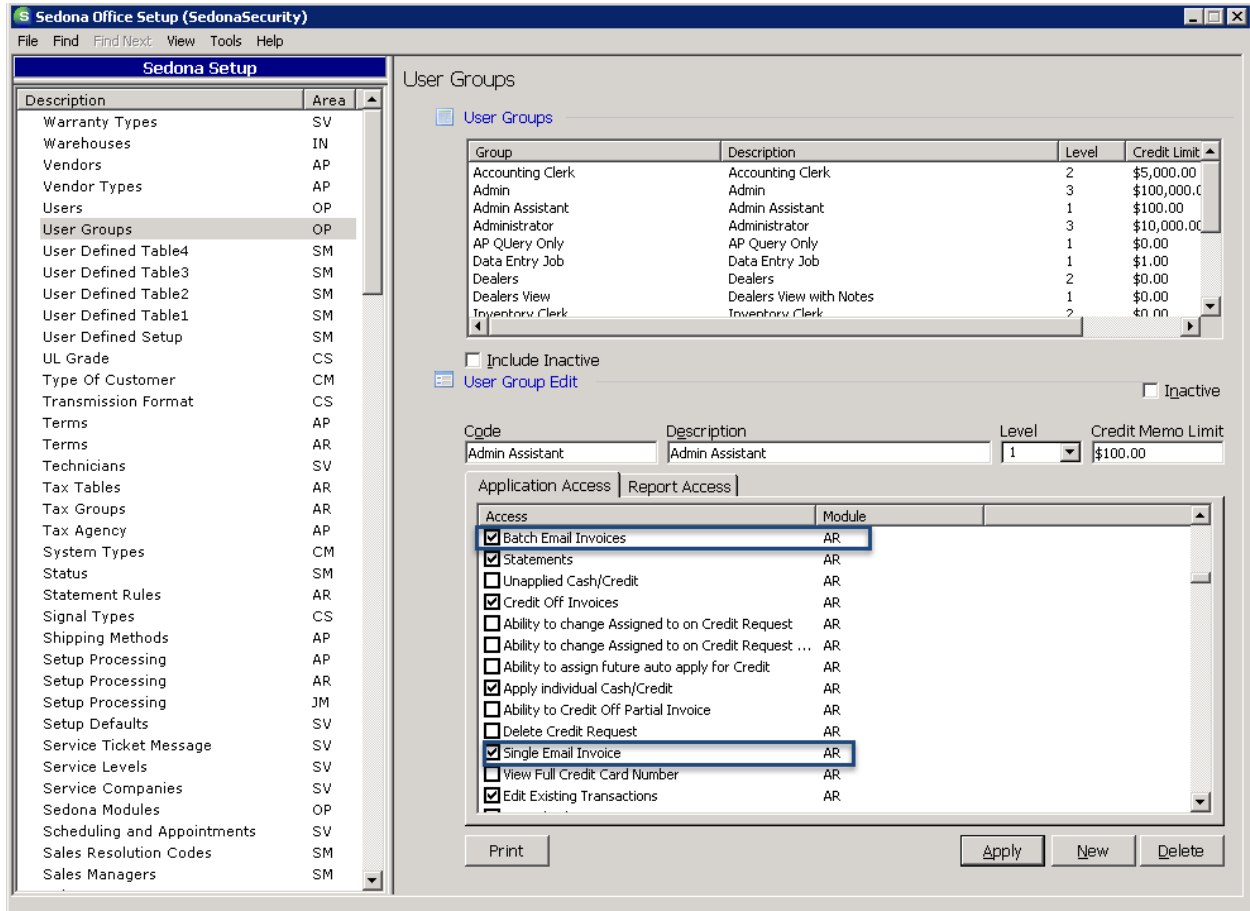 Sedona Office Setup (SedonaSecurity)
File Find Find Next View Tools Help
Sedona Setup
Description Area
Warranty Types SV
Warehouses IN
Vendors AP
Vendor Types AP
Users OP
User Groups OP
User Defined Table4 SM
User Defined Table3 SM
User Defined Table2 SM
User Defined Table1 SM
User Defined Setup SM
UL Grade CS
Type Of Customer CM
Transmission Format CS
Terms AP
Terms AR
Technicians SV
Tax Tables AR
Tax Groups AR
Tax Agency AP
System Types CM
Status SM
Statement Rules AR
Signal Types CS
Shipping Methods AP
Setup Processing AP
Setup Processing AR
Setup Processing JM
Setup Defaults SV
Service Ticket Message SV
Service Levels SV
Service Companies SV
Sedona Modules OP
Scheduling and Appointments SV
Sales Resolution Codes SM
Sales Managers SM
User Groups
User Groups
Group Description Level Credit Limit
Accounting Clerk Accounting Clerk 2 $5,000.00
Admin Admin 3 $100,000.0
Admin Assistant Admin Assistant 1 $100.00
Administrator Administrator 3 $10,000.00
AP QUery Only AP Query Only 1 $0.00
Data Entry Job Data Entry Job 1 $1.00
Dealers Dealers 2 $0.00
Dealers View Dealers View with Notes 1 $0.00
Inventory Clerk Inventory Clerk 2 $0.00
Include Inactive
User Group Edit
Inactive
Code Description Level Credit Memo Limit
Admin Assistant Admin Assistant 1 $100.00
Application Access Report Access
Access Module
Batch Email Invoices AR
Statements AR
Unapplied Cash/Credit AR
Credit Off Invoices AR
Ability to change Assigned to on Credit Request AR
Ability to change Assigned to on Credit Request ... AR
Ability to assign future auto apply for Credit AR
Apply individual Cash/Credit AR
Ability to Credit Off Partial Invoice AR
Delete Credit Request AR
Single Email Invoice AR
View Full Credit Card Number AR
Edit Existing Transactions AR
Print Apply New Delete